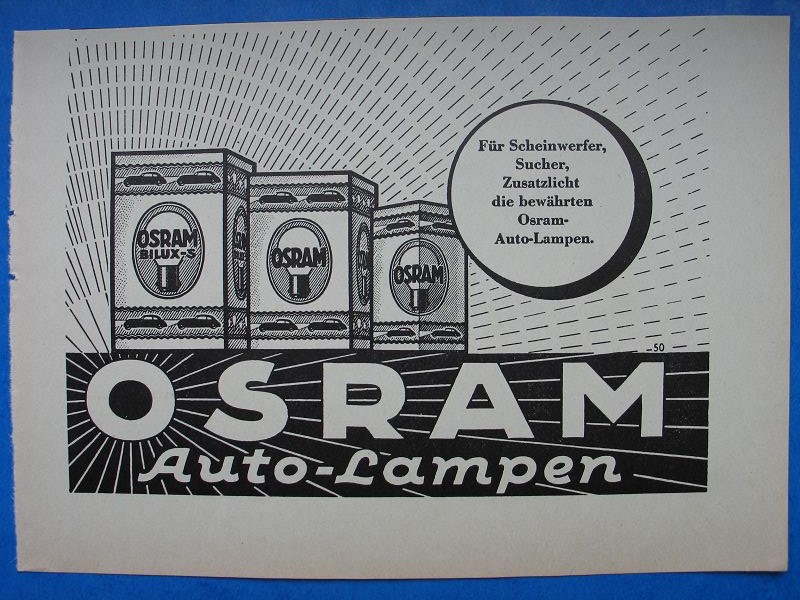 Für Scheinwerfer,
Sucher,
Zusatzlicht
die bewährten
Osram-
Auto-Lampen.
OSRAM
BILUX-S
OSRAM
OSRAM
-50
OSRAM
Auto-Lampen